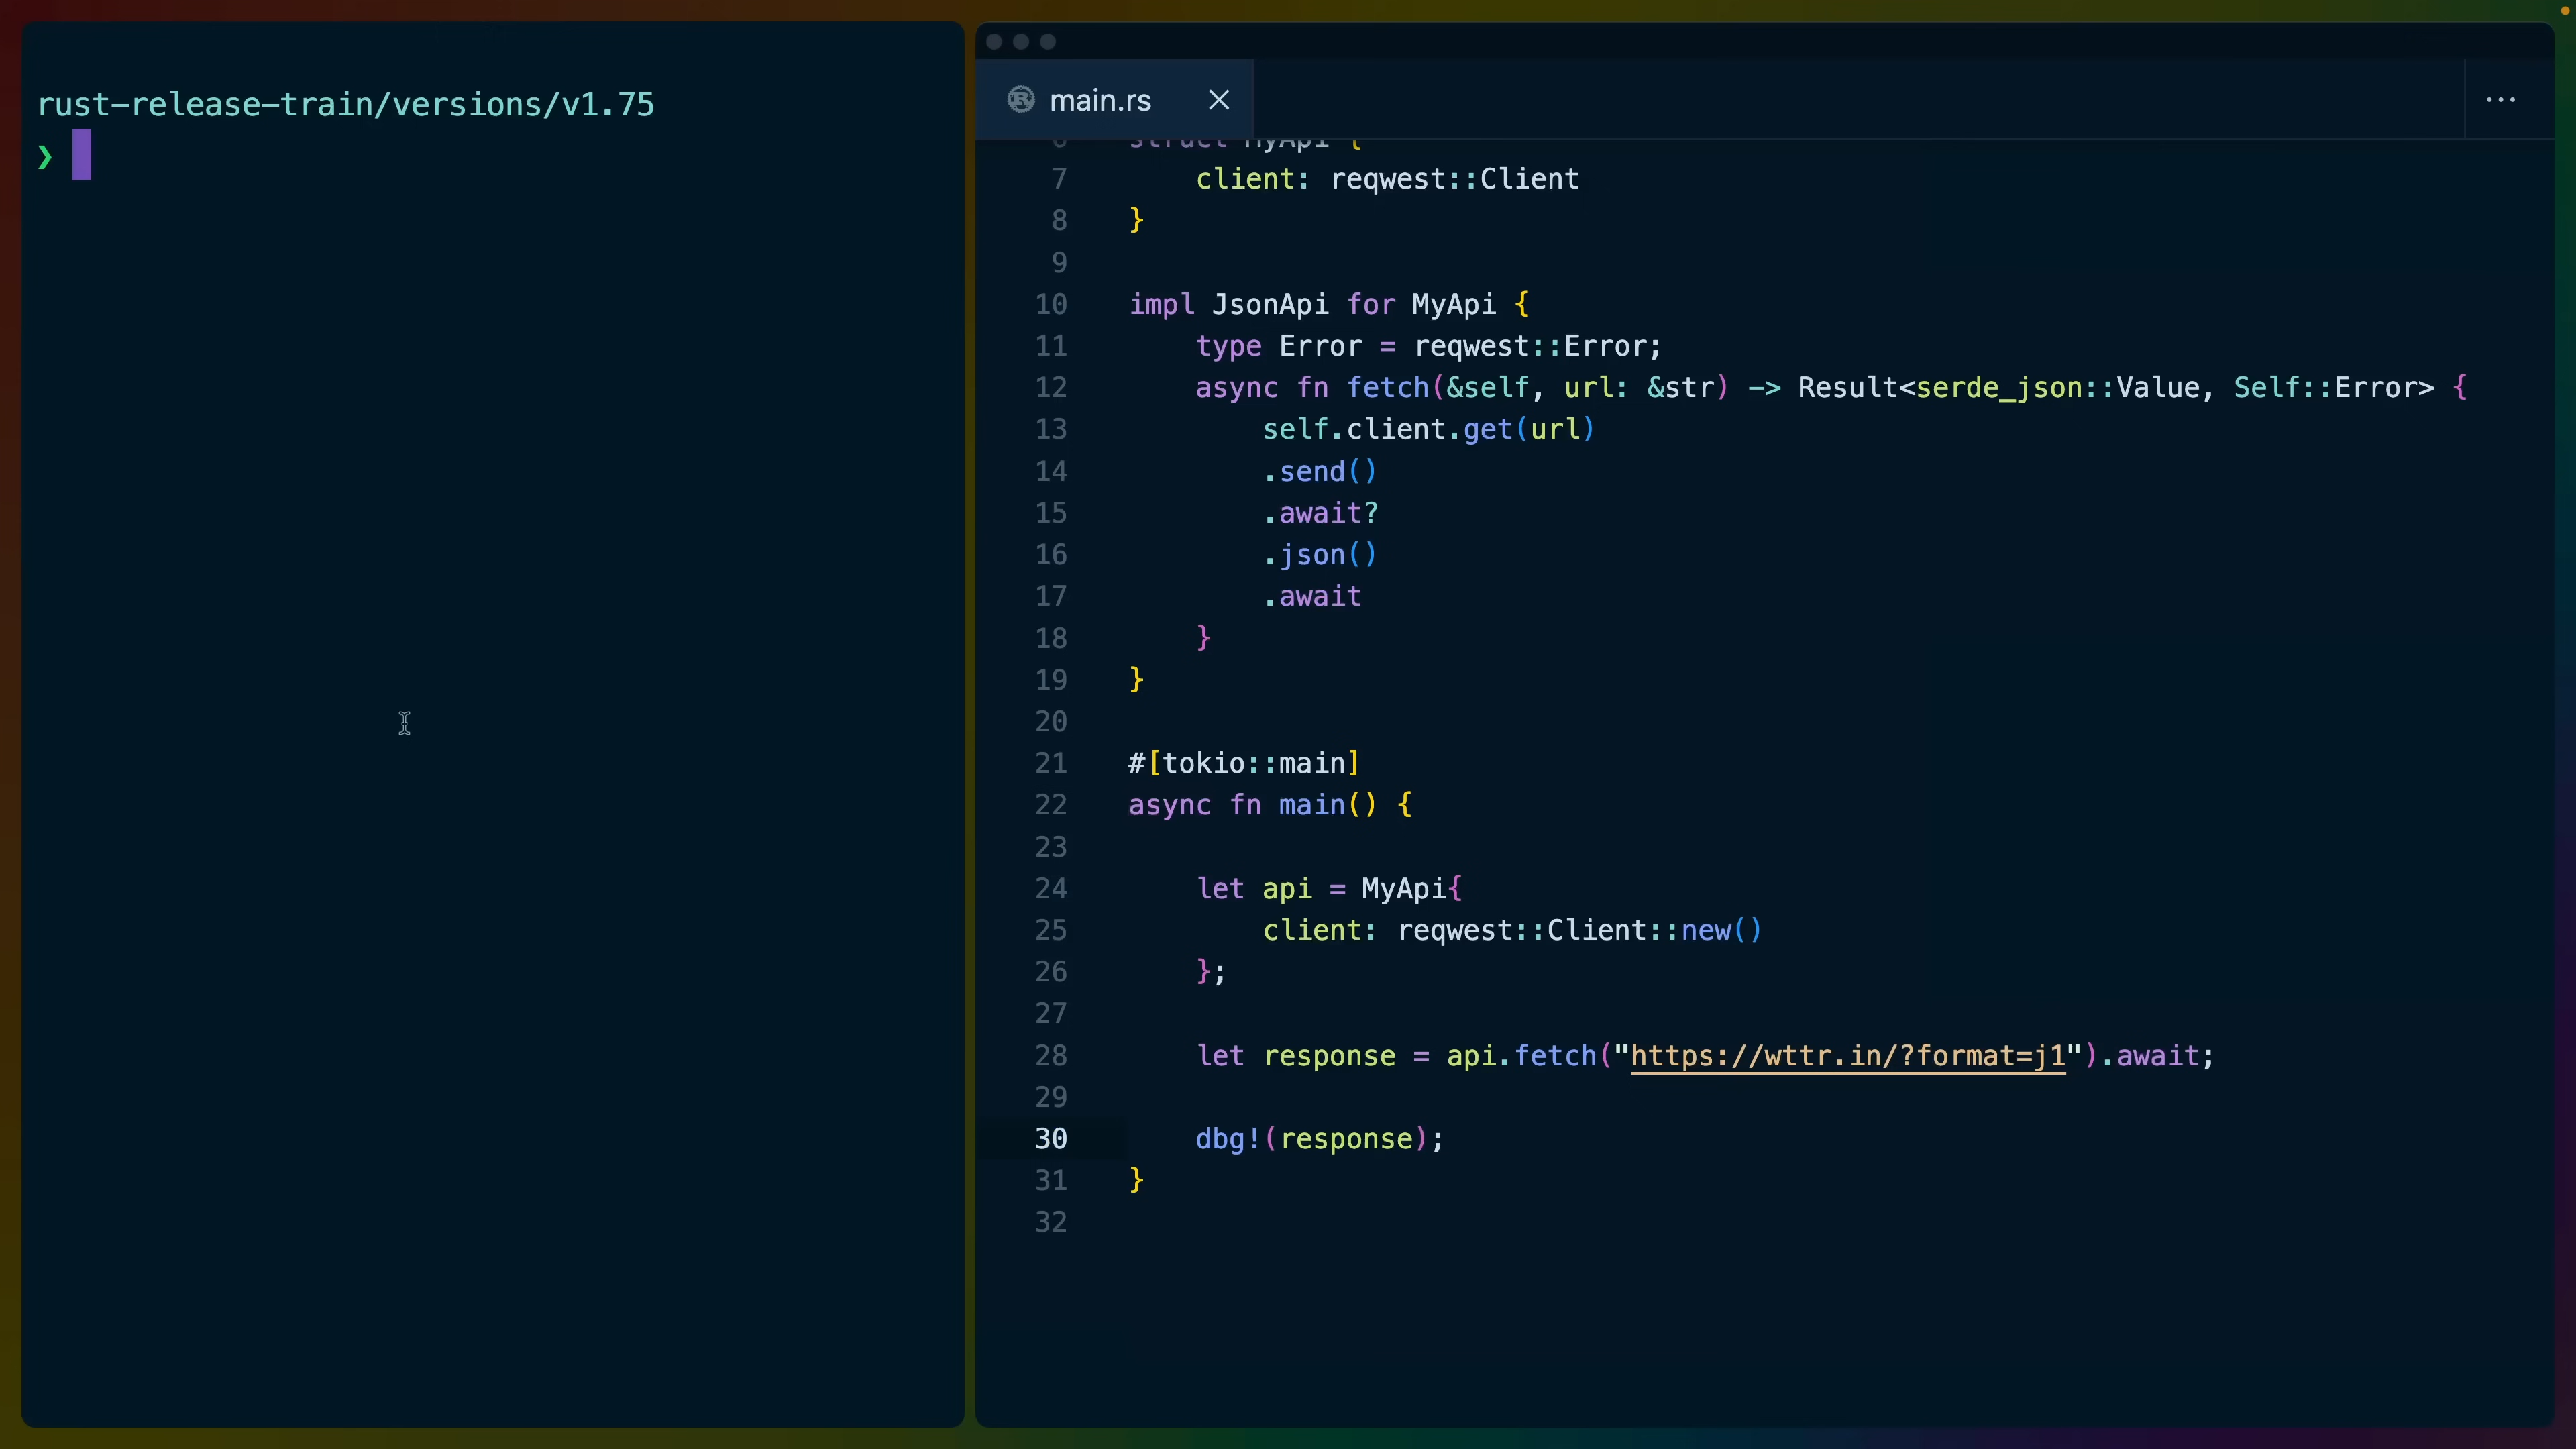 rust-release-train/versions/v1.75
❯
main.rs
6 struct MyApi {
7     client: reqwest::Client
8 }
9
10 impl JsonApi for MyApi {
11     type Error = reqwest::Error;
12     async fn fetch(&self, url: &str) -> Result<serde_json::Value, Self::Error> {
13         self.client.get(url)
14         .send()
15         .await?
16         .json()
17         .await
18     }
19 }
20
21 #[tokio::main]
22 async fn main() {
23
24     let api = MyApi{
25         client: reqwest::Client::new()
26     };
27
28     let response = api.fetch("https://wttr.in/?format=j1").await;
29
30     dbg!(response);
31 }
32